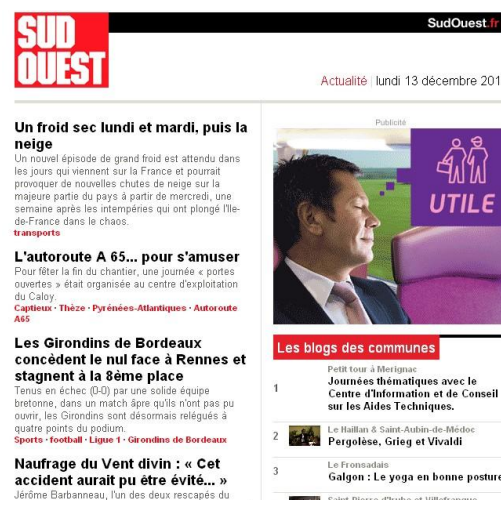 SUD
OUEST
SudOuest.fr
Actualité | lundi 13 décembre 201
Un froid sec lundi et mardi, puis la
neige
Un nouvel épisode de grand froid est attendu dans
les jours qui viennent sur la France et pourrait
provoquer de nouvelles chutes de neige sur la
majeure partie du pays à partir de mercredi, une
semaine après les intempéries qui ont plongé l'Ile-
de-France dans le chaos.
transports
L'autoroute A 65... pour s'amuser
Pour fêter la fin du chantier, une journée « portes
ouvertes » était organisée au centre d'exploitation
du Caloy.
Captieux · Thèze · Pyrénées-Atlantiques · Autoroute
A65
Les Girondins de Bordeaux
concèdent le nul face à Rennes et
stagnent à la 8ème place
Tenus en échec (0-0) par une solide équipe
bretonne, dans un match âpre qu'ils n'ont pas pu
ouvrir, les Girondins sont désormais relégués à
quatre points du podium.
Sports · football · Ligue 1 · Girondins de Bordeaux
Naufrage du Vent divin : « Cet
accident aurait pu être évité... »
Jérôme Barbanneau, l'un des deux rescapés du
Publicité
UTILE
Les blogs des communes
Petit tour à Merignac
1 Journées thématiques avec le
Centre d'Information et de Conseil
sur les Aides Techniques.
Le Haillan & Saint-Aubin-de-Médoc
2 Pergolèse, Grieg et Vivaldi
Le Fronsadais
3 Galgon : Le yoga en bonne posture
Saint-Pierre d'Irube et Villefranque